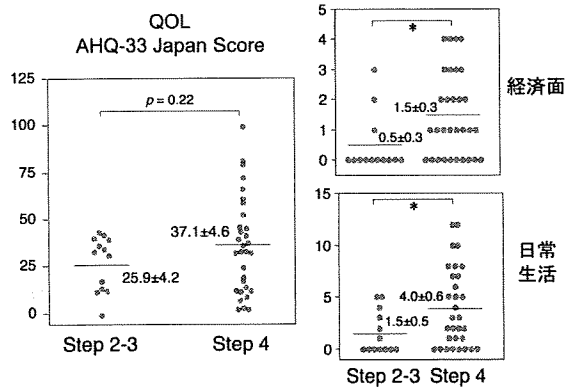 QOL
AHQ-33 Japan Score
125
100
75
50
25
0
p = 0.22
37.1±4.6
25.9±4.2
Step 2-3
Step 4
5
4
3
2
1
0
*
1.5±0.3
0.5±0.3
経済面
15
10
5
0
*
4.0±0.6
1.5±0.5
日常
生活
Step 2-3
Step 4